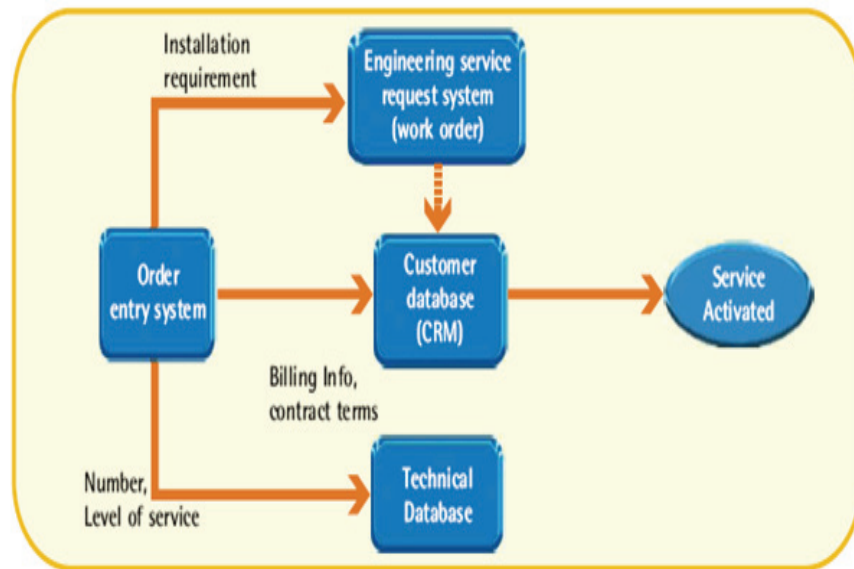 Installation
requirement
Engineering service
request system
(work order)
Order
entry system
Customer
database
(CRM)
Service
Activated
Billing Info,
contract terms
Number,
Level of service
Technical
Database